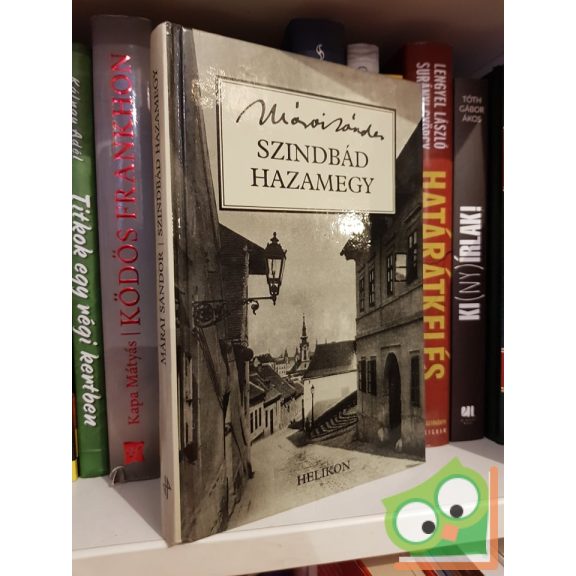 Márai Sándor
SZINDBÁD
HAZAMEGY
HELIKON
MÁRAI SÁNDOR | SZINDBÁD HAZAMEGY
Titkok egy régi kertben
Kapa Mátyás | KÖDÖS FRANKHON
LENGYEL LÁSZLÓ
HATÁRÁTKELÉS
TÓTH
GÁBOR
ÁKOS
KI(NY)ÍRLAK!